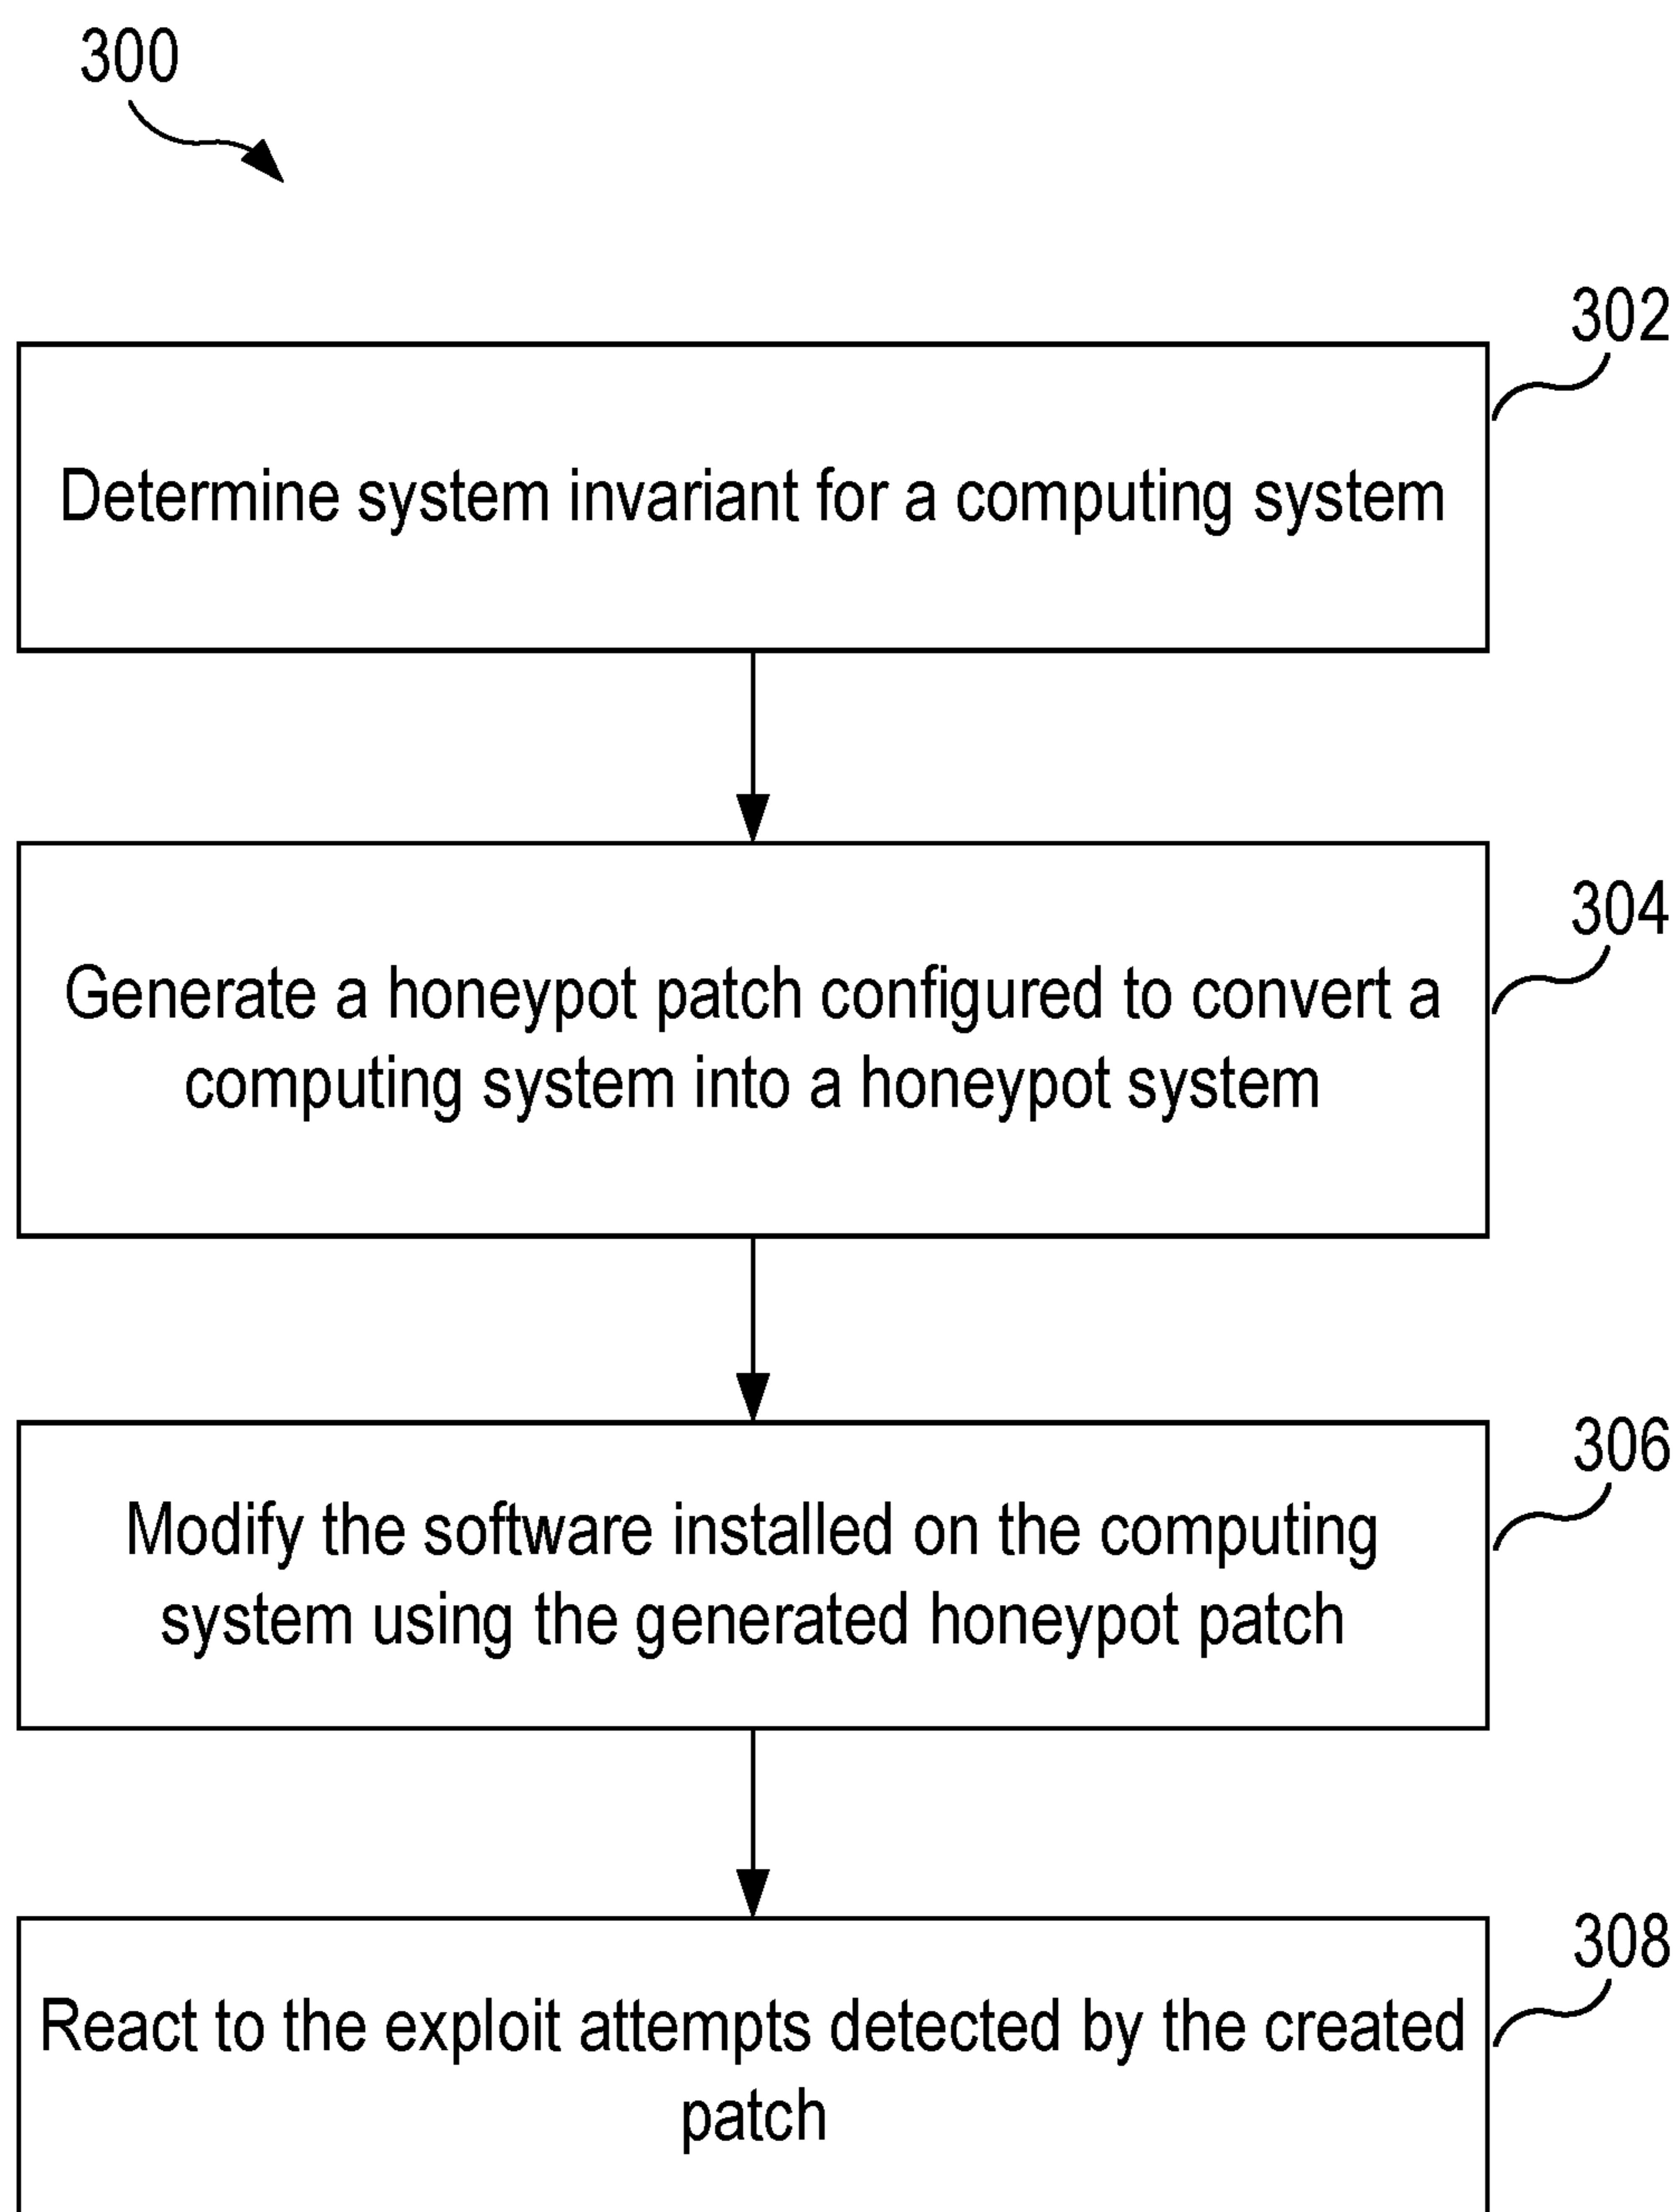 300
302
Determine system invariant for a computing system
304
Generate a honeypot patch configured to convert a
computing system into a honeypot system
306
Modify the software installed on the computing
system using the generated honeypot patch
308
React to the exploit attempts detected by the created
patch